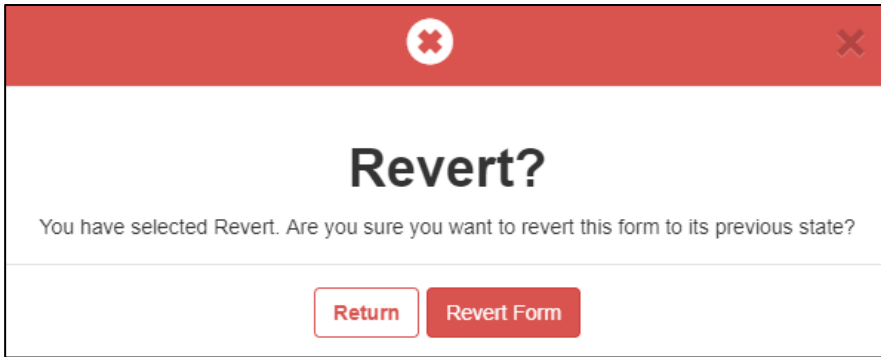 Revert?
You have selected Revert. Are you sure you want to revert this form to its previous state?
Return
Revert Form